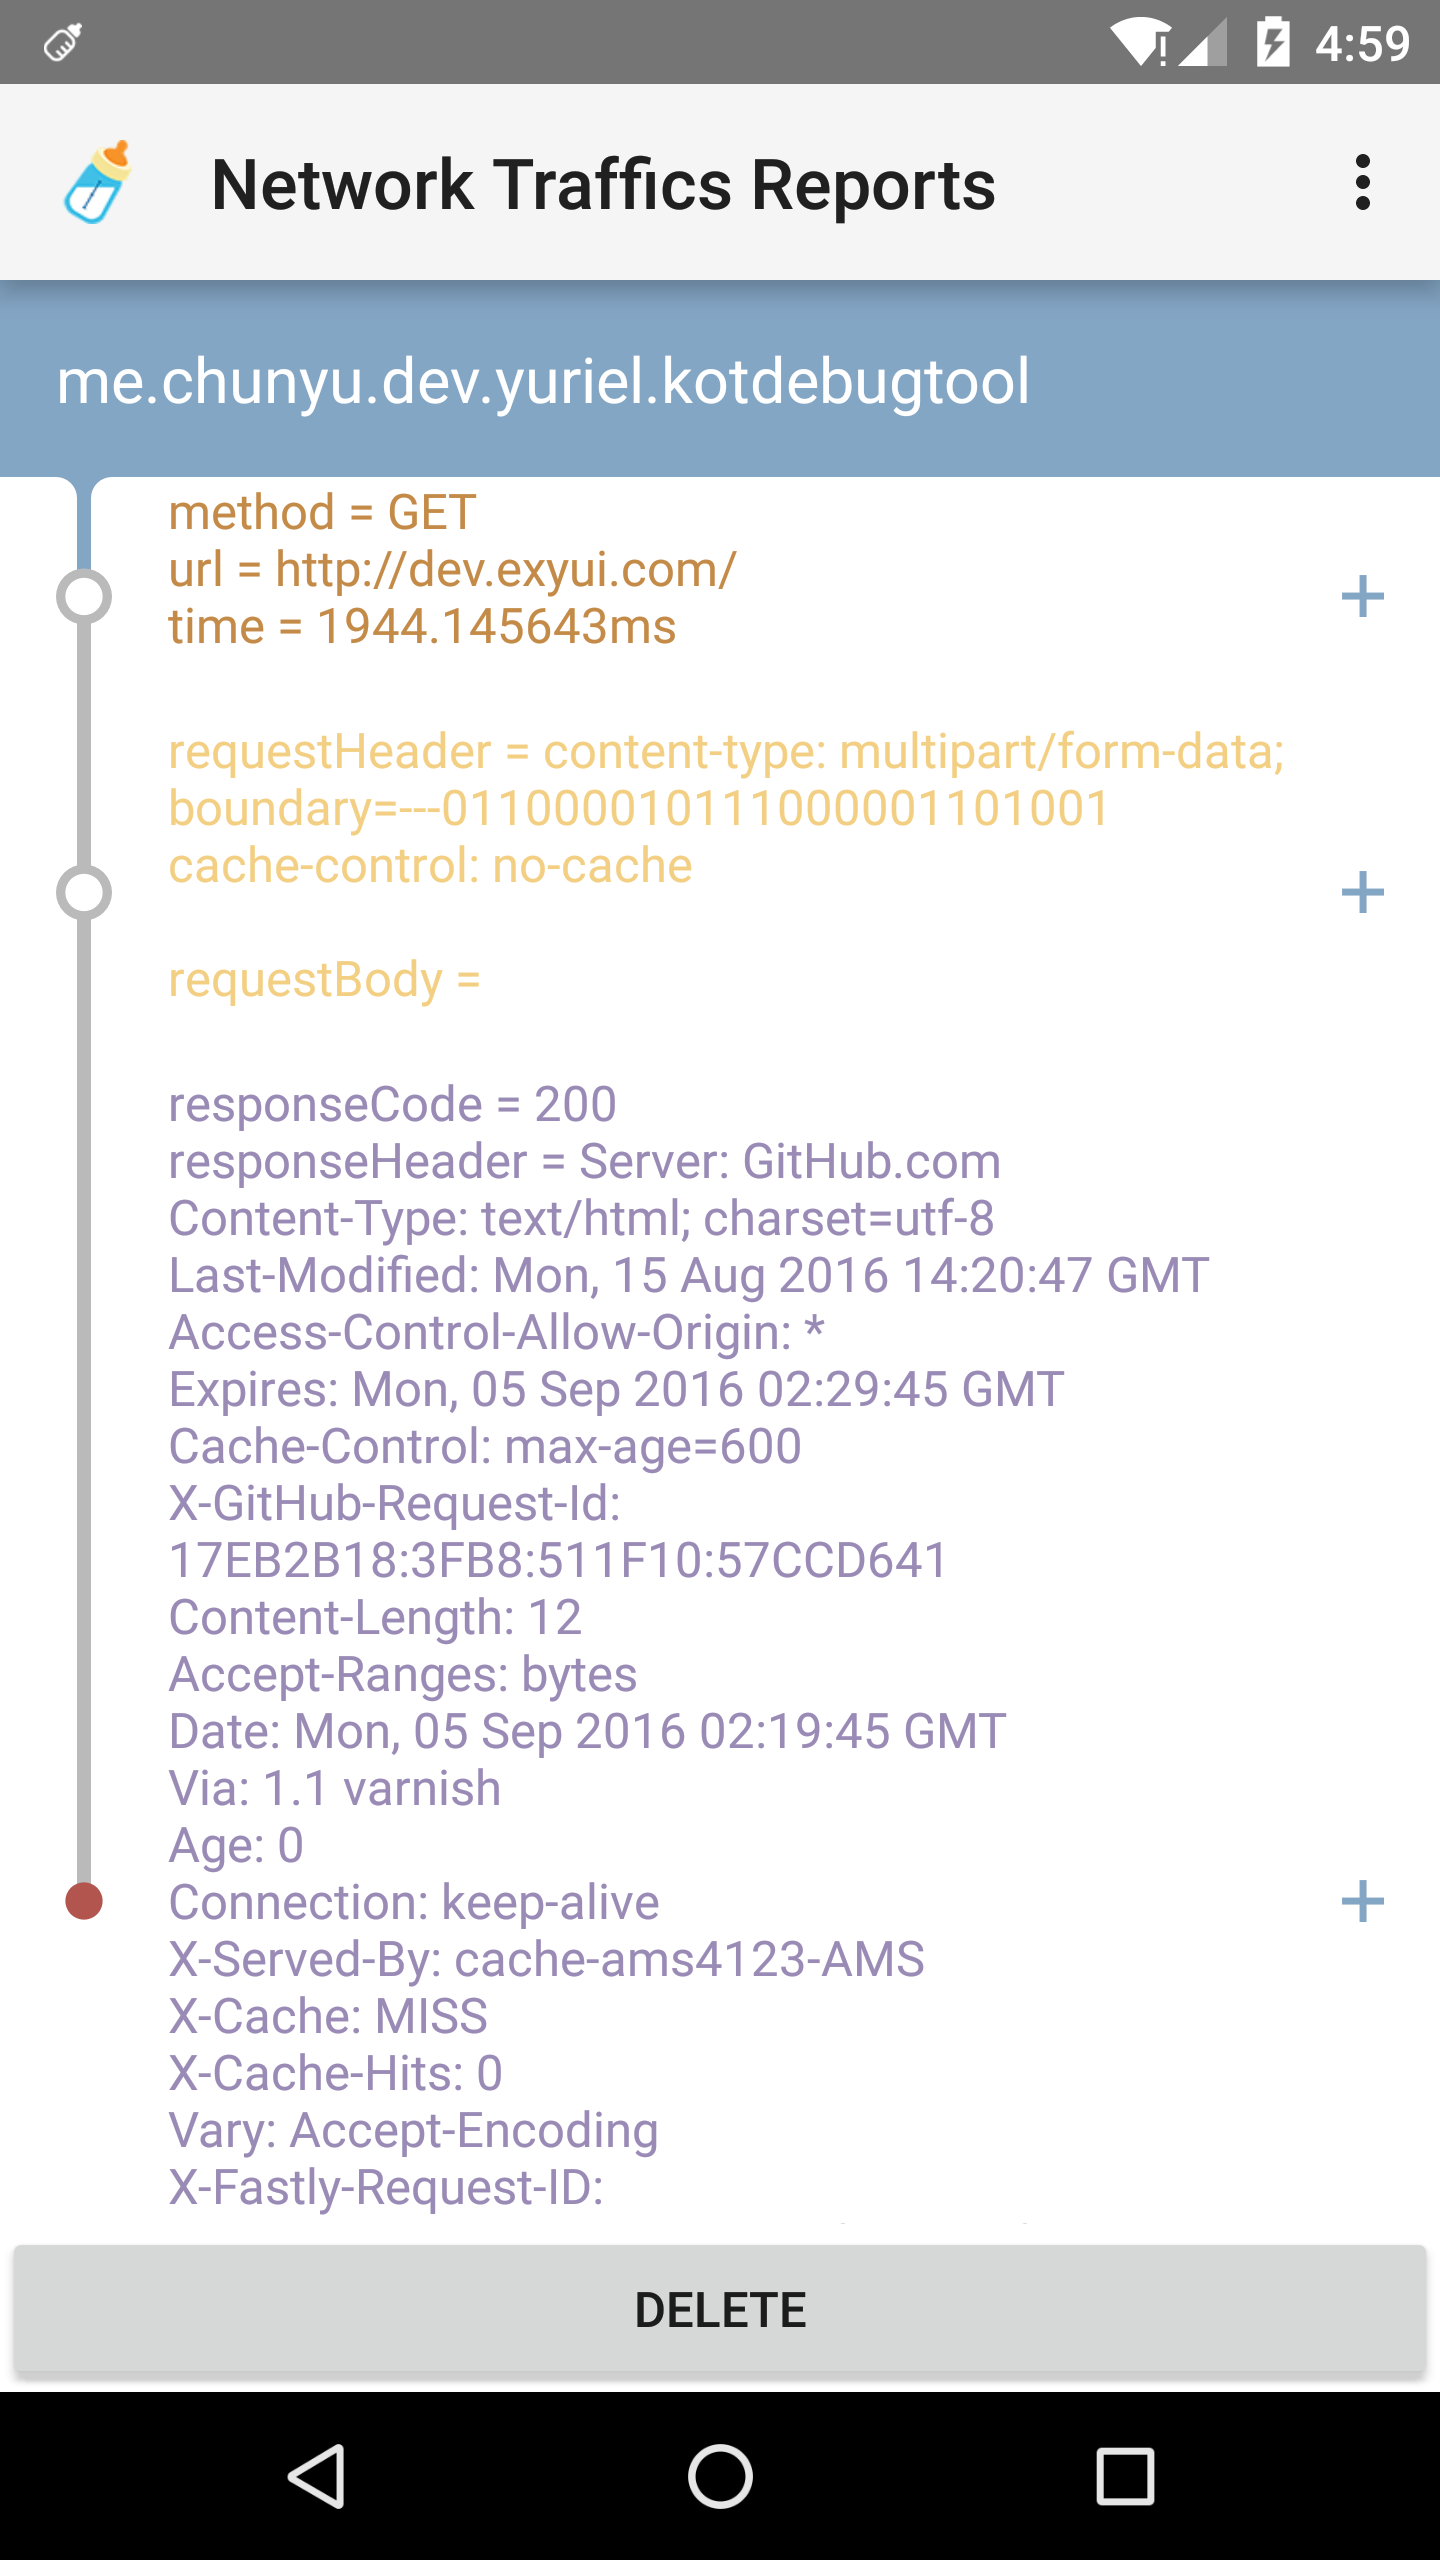 4:59
Network Traffics Reports
me.chunyu.dev.yuriel.kotdebugtool
method = GET
url = http://dev.exyui.com/
time = 1944.145643ms
requestHeader = content-type: multipart/form-data;
boundary=---011000010111000001101001
cache-control: no-cache
requestBody =
responseCode = 200
responseHeader = Server: GitHub.com
Content-Type: text/html; charset=utf-8
Last-Modified: Mon, 15 Aug 2016 14:20:47 GMT
Access-Control-Allow-Origin: *
Expires: Mon, 05 Sep 2016 02:29:45 GMT
Cache-Control: max-age=600
X-GitHub-Request-Id:
17EB2B18:3FB8:511F10:57CCD641
Content-Length: 12
Accept-Ranges: bytes
Date: Mon, 05 Sep 2016 02:19:45 GMT
Via: 1.1 varnish
Age: 0
Connection: keep-alive
X-Served-By: cache-ams4123-AMS
X-Cache: MISS
X-Cache-Hits: 0
Vary: Accept-Encoding
X-Fastly-Request-ID:
DELETE